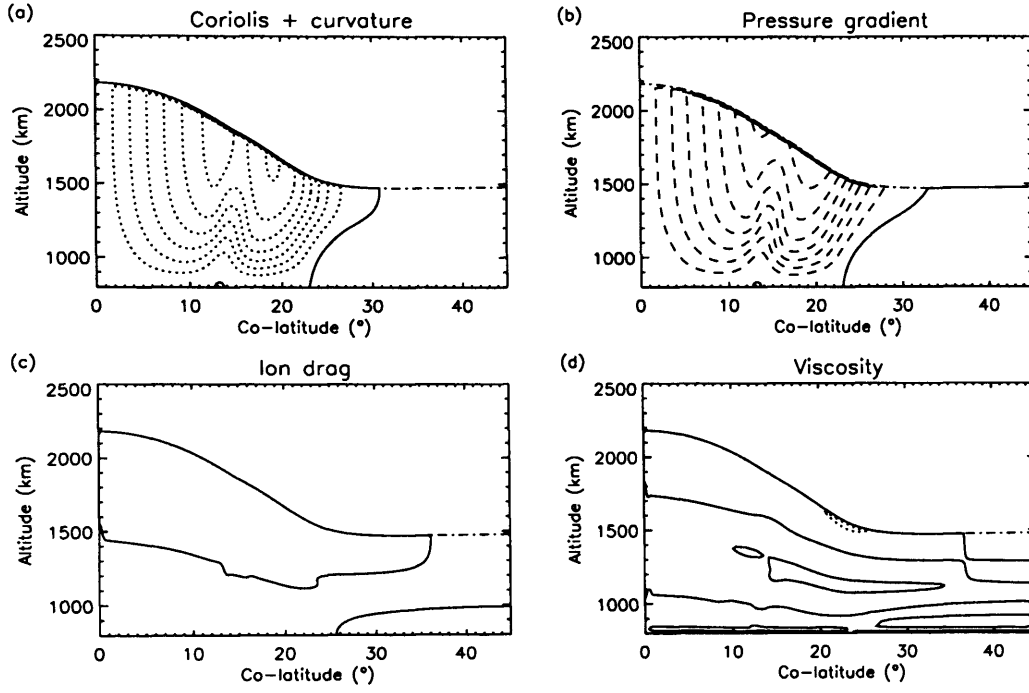 (a)
Coriolis + curvature
2500
2000
1500
1000
Altitude (km)
0 10 20 30 40
Co-latitude (°)
(b)
Pressure gradient
2500
2000
1500
1000
Altitude (km)
0 10 20 30 40
Co-latitude (°)
(c)
Ion drag
2500
2000
1500
1000
Altitude (km)
0 10 20 30 40
Co-latitude (°)
(d)
Viscosity
2500
2000
1500
1000
Altitude (km)
0 10 20 30 40
Co-latitude (°)